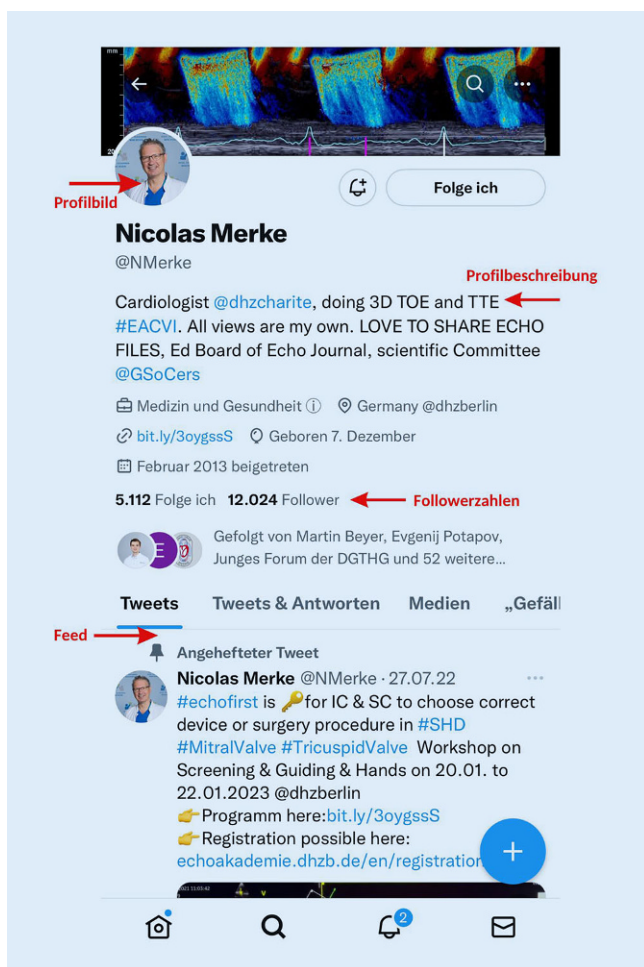 mm
Folge ich
Profilbild
Nicolas Merke
@NMerke
Profilbeschreibung
Cardiologist @dhzcharite, doing 3D TOE and TTE
#EACVI. All views are my own. LOVE TO SHARE ECHO
FILES, Ed Board of Echo Journal, scientific Committee
@GSoCers
Medizin und Gesundheit Germany @dhzberlin
bit.ly/3oygssS Geboren 7. Dezember
Februar 2013 beigetreten
5.112 Folge ich 12.024 Follower
Followerzahlen
E
Gefolgt von Martin Beyer, Evgenij Potapov,
Junges Forum der DGTHG und 52 weitere...
Tweets Tweets & Antworten Medien „Gefäll
Feed
Angehefteter Tweet
Nicolas Merke @NMerke · 27.07.22
#echofirst is 🔑for IC & SC to choose correct
device or surgery procedure in #SHD
#MitralValve #TricuspidValve Workshop on
Screening & Guiding & Hands on 20.01. to
22.01.2023 @dhzberlin
👉Programm here:bit.ly/3oygssS
👉Registration possible here:
echoakademie.dhzb.de/en/registration
2